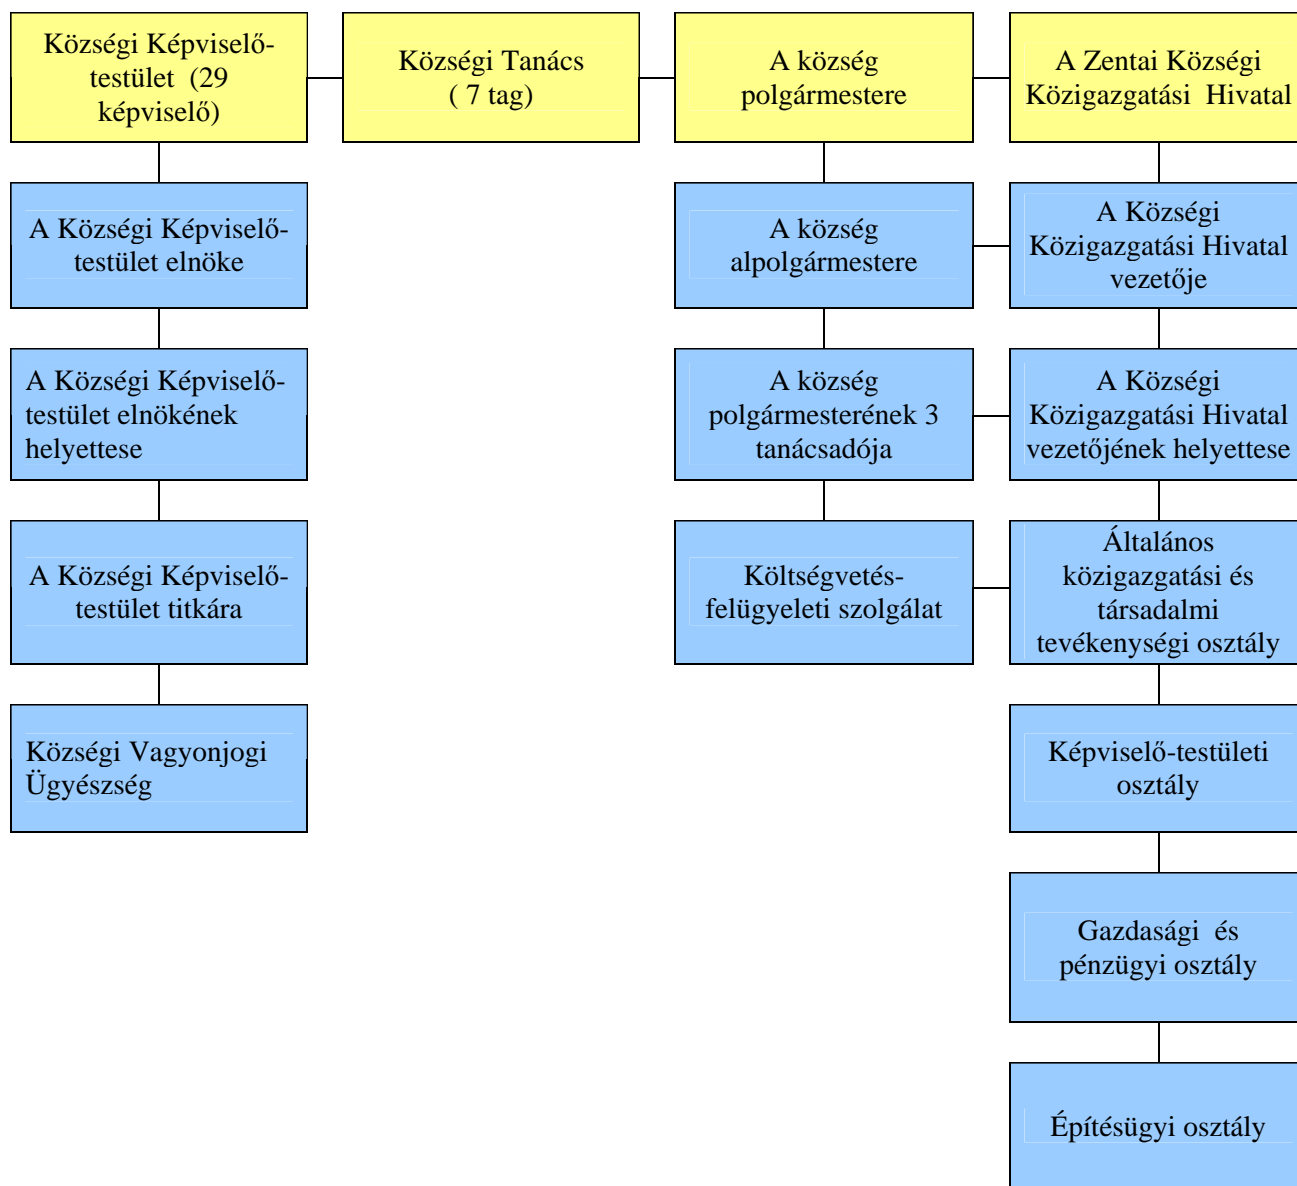 Községi Képviselő-
testület (29
képviselő)
Községi Tanács
( 7 tag)
A község
polgármestere
A Zentai Községi
Közigazgatási Hivatal
A Községi Képviselő-
testület elnöke
A község
alpolgármestere
A Községi
Közigazgatási Hivatal
vezetője
A Községi Képviselő-
testület elnökének
helyettese
A község
polgármesterének 3
tanácsadója
A Községi
Közigazgatási Hivatal
vezetőjének helyettese
A Községi Képviselő-
testület titkára
Költségvetés-
felügyeleti szolgálat
Általános
közigazgatási és
társadalmi
tevékenységi osztály
Községi Vagyonjogi
Ügyészség
Képviselő-testületi
osztály
Gazdasági és
pénzügyi osztály
Építésügyi osztály